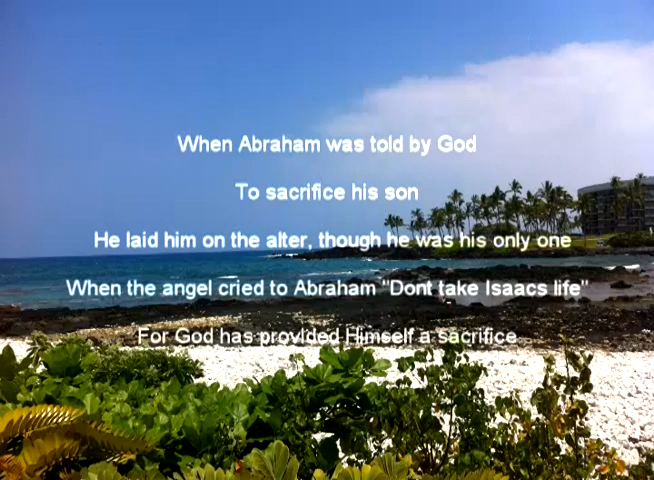 When Abraham was told by God
To sacrifice his son
He laid him on the alter, though he was his only one
When the angel cried to Abraham "Dont take Isaacs life"
For God has provided Himself a sacrifice